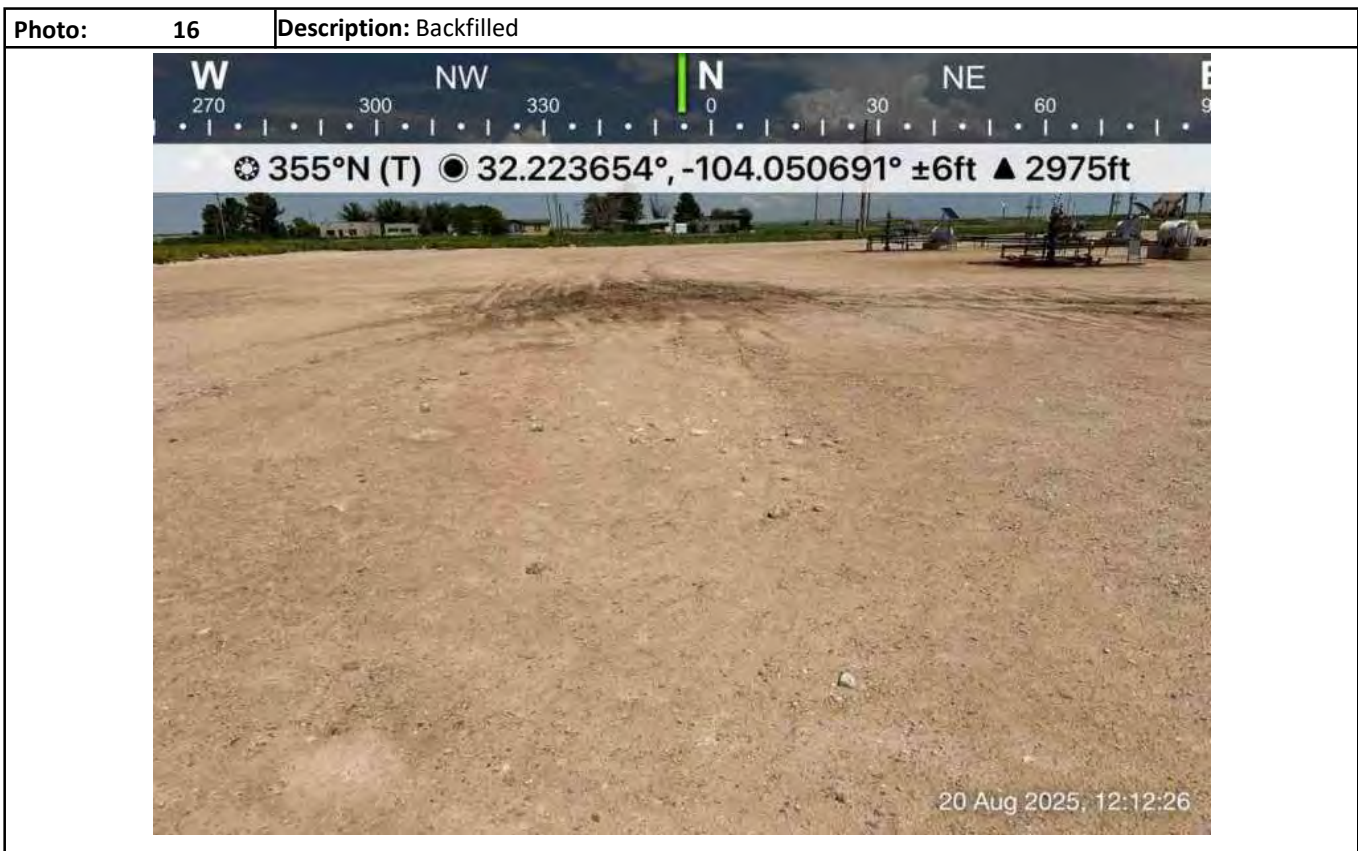 Photo: 16 Description: Backfilled
W NW N NE E
270 300 330 0 30 60 9
355°N (T) 32.223654°, -104.050691° ±6ft ▲ 2975ft
20 Aug 2025, 12:12:26